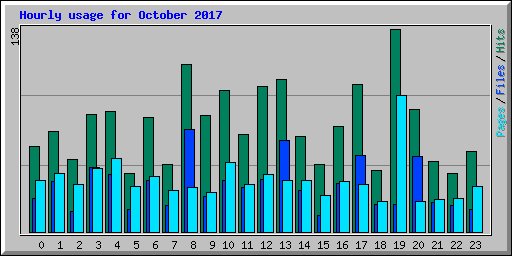 Hourly usage for October 2017
138
Pages / Files / Hits
0 1 2 3 4 5 6 7 8 9 10 11 12 13 14 15 16 17 18 19 20 21 22 23